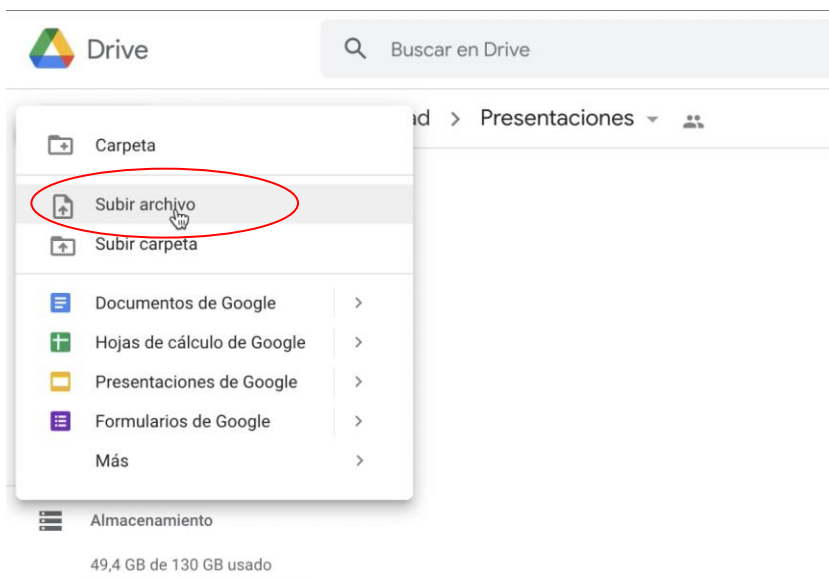 Drive
Buscar en Drive
ad > Presentaciones
Carpeta
Subir archivo
Subir carpeta
Documentos de Google >
Hojas de cálculo de Google >
Presentaciones de Google >
Formularios de Google >
Más >
Almacenamiento
49,4 GB de 130 GB usado